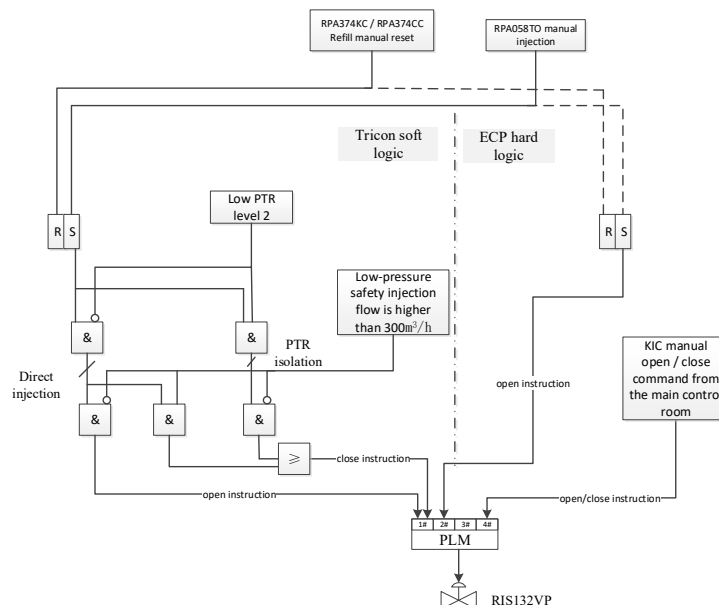 RPA374KC / RPA374CC
Refill manual reset
RPA058TO manual
injection
Tricon soft
logic
ECP hard
logic
Low PTR
level 2
R S
R S
Low-pressure
safety injection
flow is higher
than 300m³/h
&
&
PTR
isolation
KIC manual
open / close
command from
the main control
room
Direct
injection
open instruction
&
&
&
≥
close instruction
open instruction
open/close instruction
1# 2# 3# 4#
PLM
RIS132VP